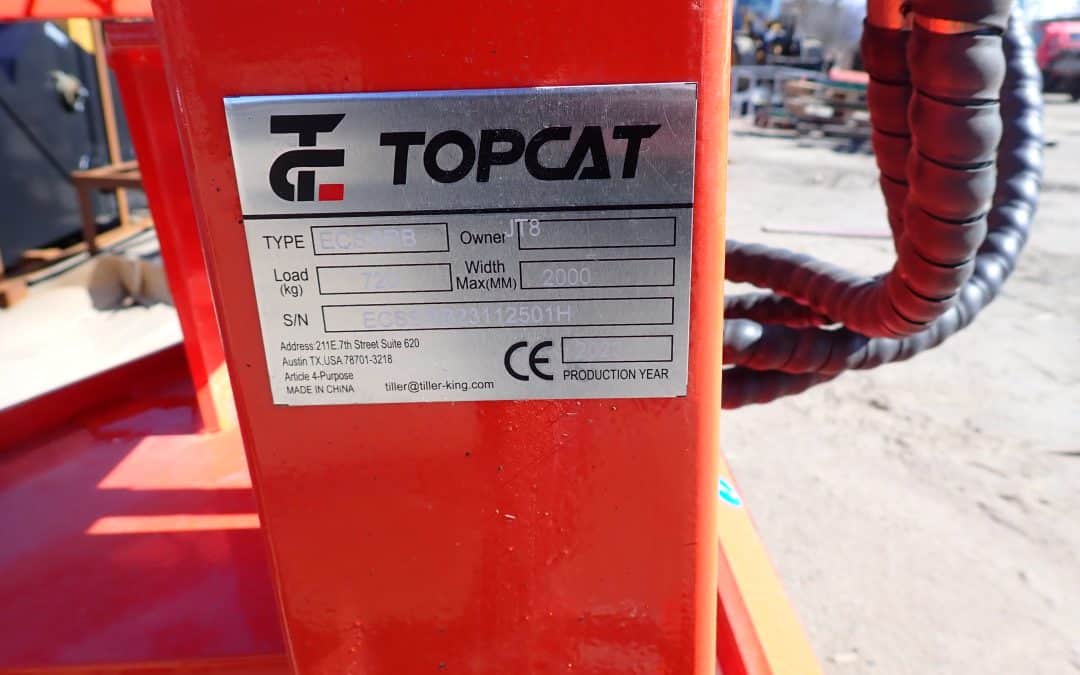 TOPCAT
TYPE Owner JT8
Load (kg) Width Max(MM) 2000
S/N
Address:211E.7th Street Suite 620
Austin TX,USA 78701-3218
Article 4-Purpose
MADE IN CHINA tiller@tiller-king.com
CE PRODUCTION YEAR